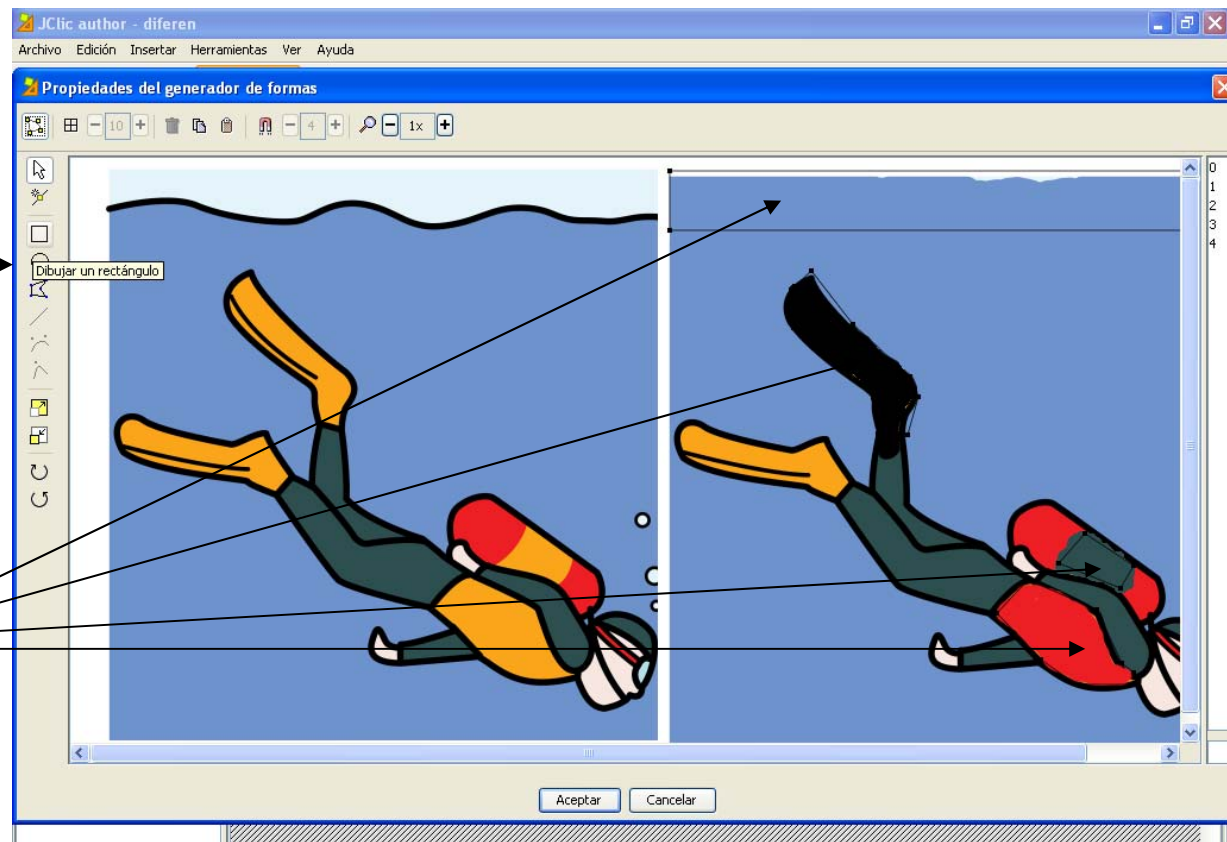 JClic author - diferen
Archivo Edición Insertar Herramientas Ver Ayuda
Propiedades del generador de formas
10 4 1x
0
1
2
3
4
Dibujar un rectángulo
Aceptar Cancelar